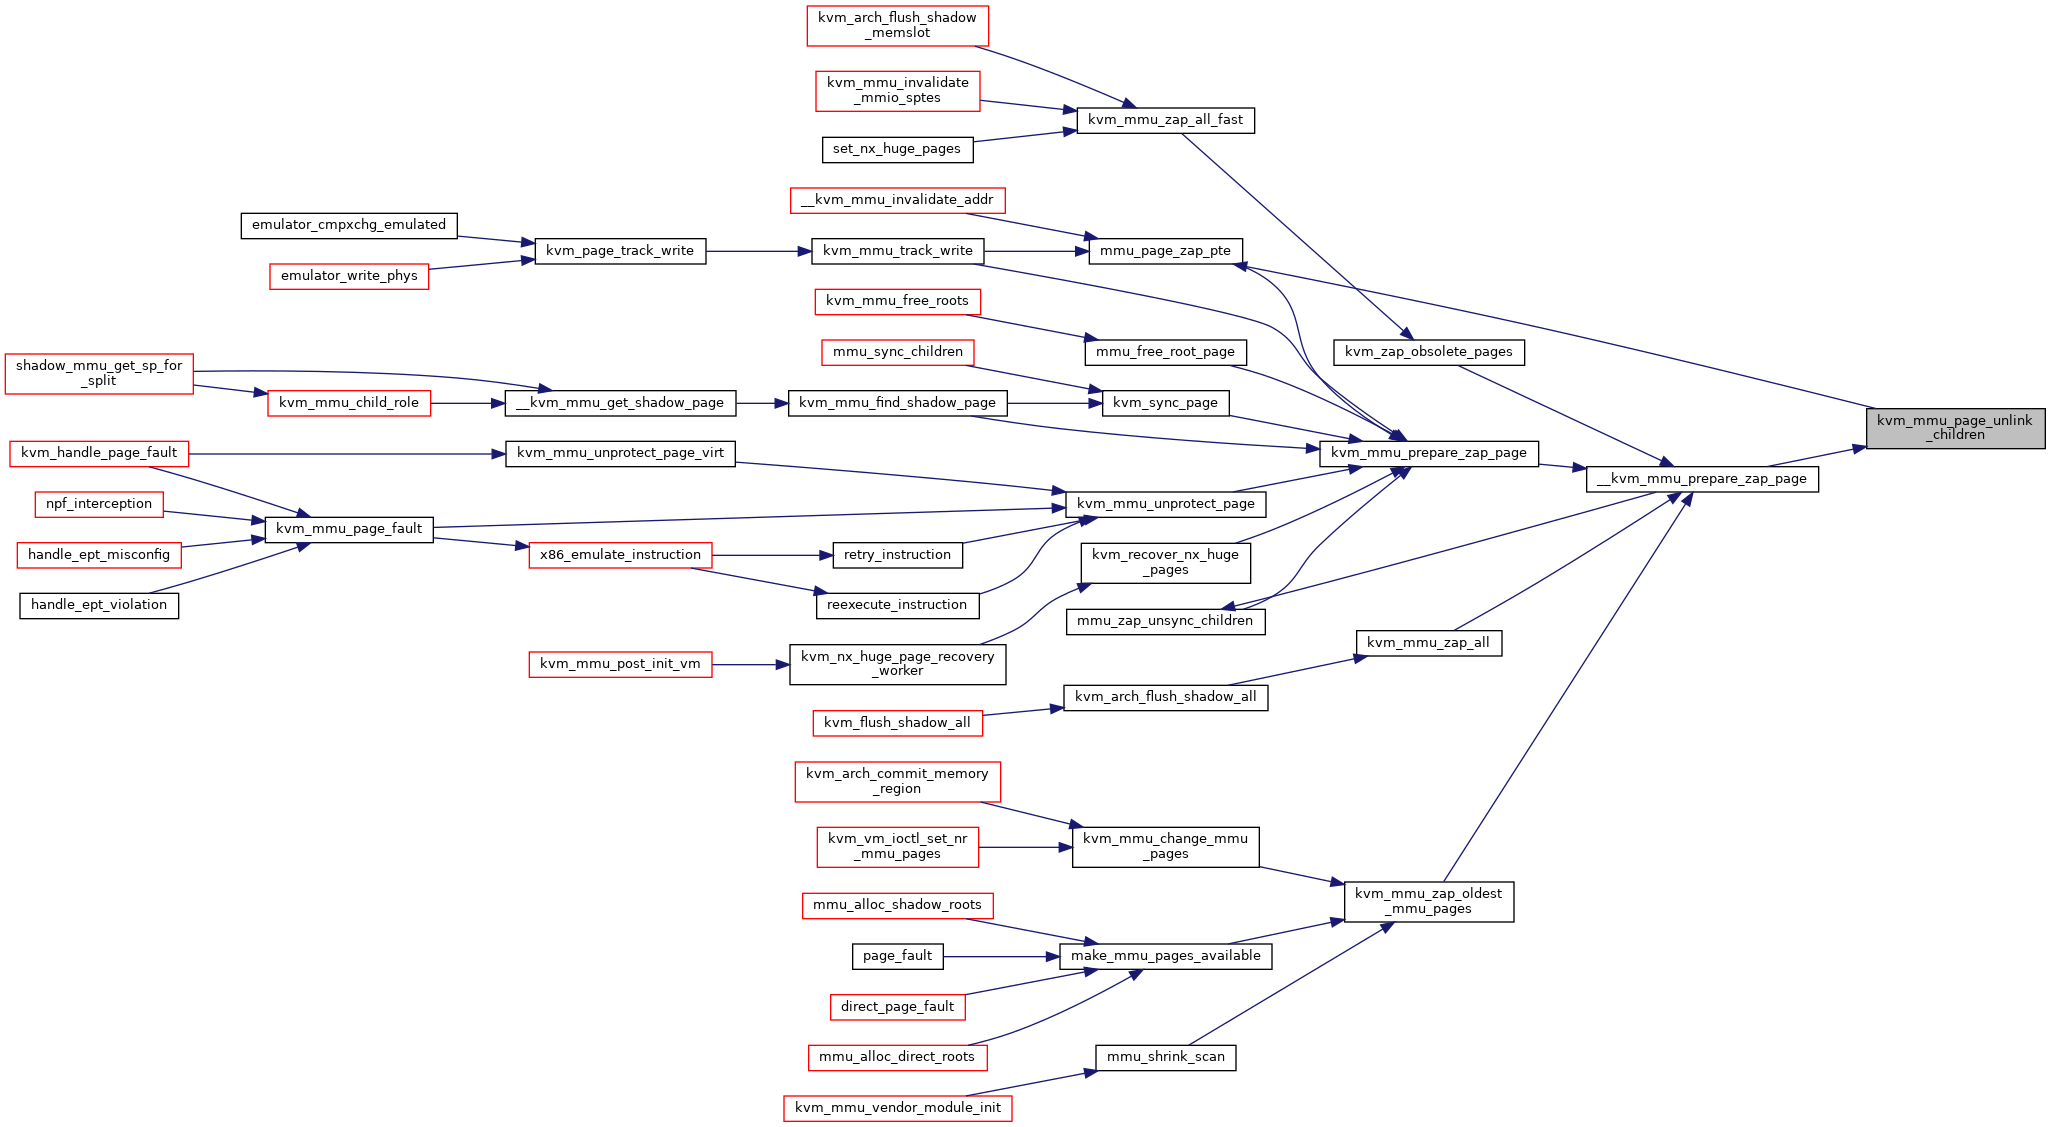 kvm_arch_flush_shadow
_memslot
kvm_mmu_invalidate
_mmio_sptes
kvm_mmu_zap_all_fast
set_nx_huge_pages
__kvm_mmu_invalidate_addr
emulator_cmpxchg_emulated
kvm_page_track_write
kvm_mmu_track_write
mmu_page_zap_pte
emulator_write_phys
kvm_mmu_free_roots
mmu_sync_children
mmu_free_root_page
kvm_zap_obsolete_pages
shadow_mmu_get_sp_for
_split
kvm_mmu_child_role
__kvm_mmu_get_shadow_page
kvm_mmu_find_shadow_page
kvm_sync_page
kvm_mmu_page_unlink
_children
kvm_handle_page_fault
kvm_mmu_unprotect_page_virt
kvm_mmu_prepare_zap_page
__kvm_mmu_prepare_zap_page
npf_interception
kvm_mmu_unprotect_page
kvm_mmu_page_fault
handle_ept_misconfig
x86_emulate_instruction
retry_instruction
kvm_recover_nx_huge
_pages
handle_ept_violation
reexecute_instruction
mmu_zap_unsync_children
kvm_mmu_zap_all
kvm_mmu_post_init_vm
kvm_nx_huge_page_recovery
_worker
kvm_arch_flush_shadow_all
kvm_flush_shadow_all
kvm_arch_commit_memory
_region
kvm_vm_ioctl_set_nr
_mmu_pages
kvm_mmu_change_mmu
_pages
kvm_mmu_zap_oldest
_mmu_pages
mmu_alloc_shadow_roots
page_fault
make_mmu_pages_available
direct_page_fault
mmu_alloc_direct_roots
mmu_shrink_scan
kvm_mmu_vendor_module_init